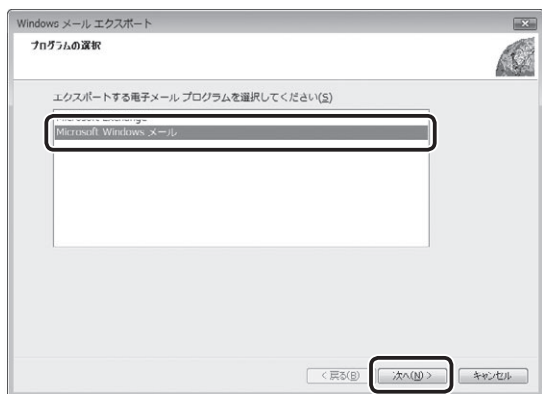 Windows メール エクスポート
プログラムの選択
エクスポートする電子メール プログラムを選択してください(S)
Microsoft Exchange
Microsoft Windows メール
< 戻る(B)
次へ(N) >
キャンセル